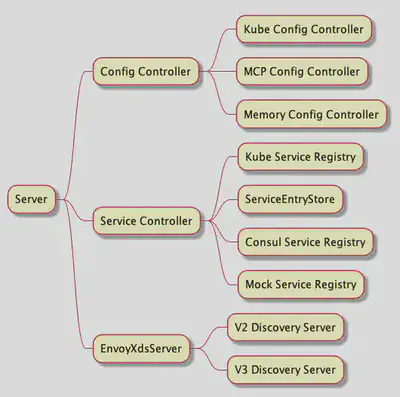 Server
Config Controller
Kube Config Controller
MCP Config Controller
Memory Config Controller
Service Controller
Kube Service Registry
ServiceEntryStore
Consul Service Registry
Mock Service Registry
EnvoyXdsServer
V2 Discovery Server
V3 Discovery Server